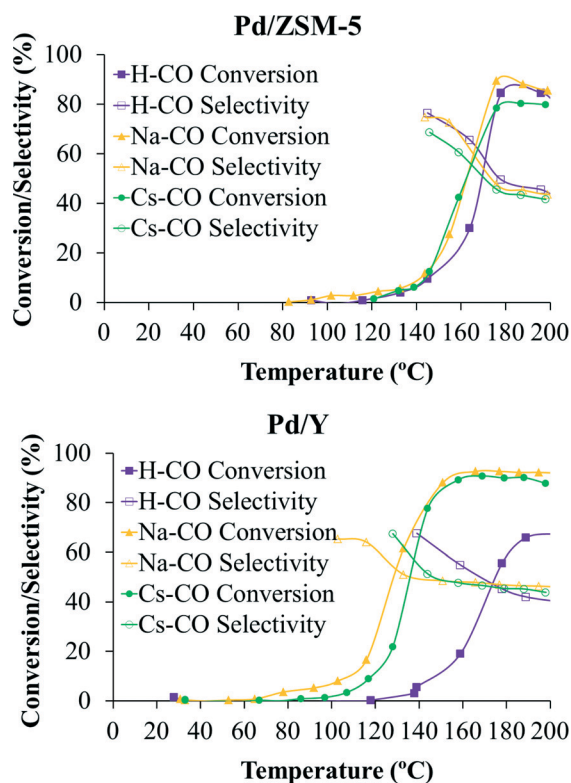 Pd/ZSM-5
Conversion/Selectivity (%)
100
80
60
40
20
0
H-CO Conversion
H-CO Selectivity
Na-CO Conversion
Na-CO Selectivity
Cs-CO Conversion
Cs-CO Selectivity
0 20 40 60 80 100 120 140 160 180 200
Temperature (ºC)
Pd/Y
Conversion/Selectivity (%)
100
80
60
40
20
0
H-CO Conversion
H-CO Selectivity
Na-CO Conversion
Na-CO Selectivity
Cs-CO Conversion
Cs-CO Selectivity
0 20 40 60 80 100 120 140 160 180 200
Temperature (ºC)